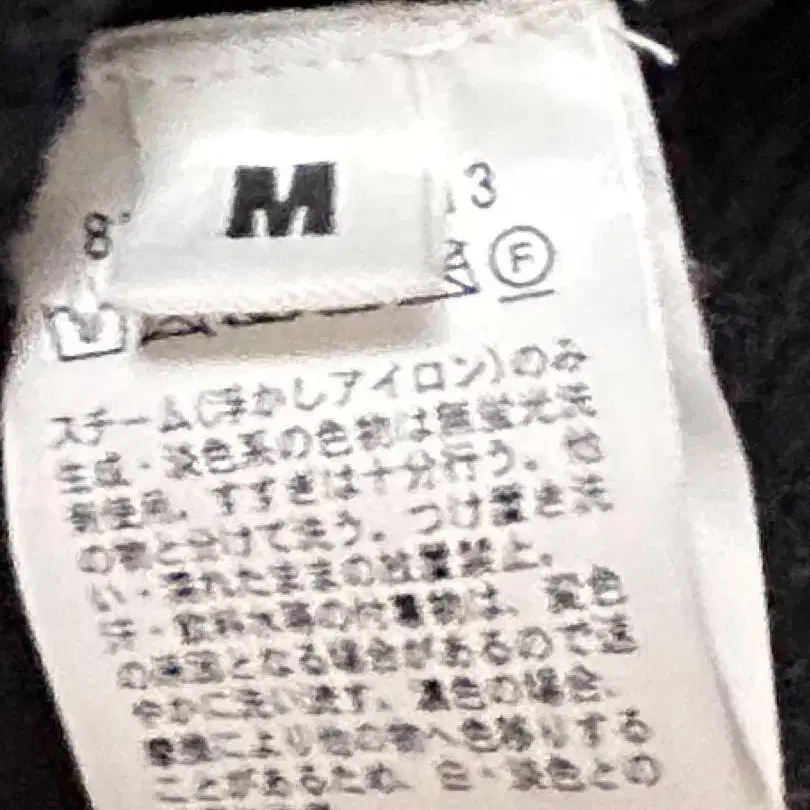 M
8
13
F
スチーム(浮かしアイロン)のみ
生成・淡色系の色物は無蛍光洗
剤使用。すすぎは十分行う。他
の物と分けて洗う。つけ置き洗
い・濡れたままの放置禁止。
汗・飲料水等の付着物は、変色
の原因となる場合があるので速
やかに洗い流す。濃色の場合、
摩擦により他の物へ色移りする
ことがあるため、白・淡色との